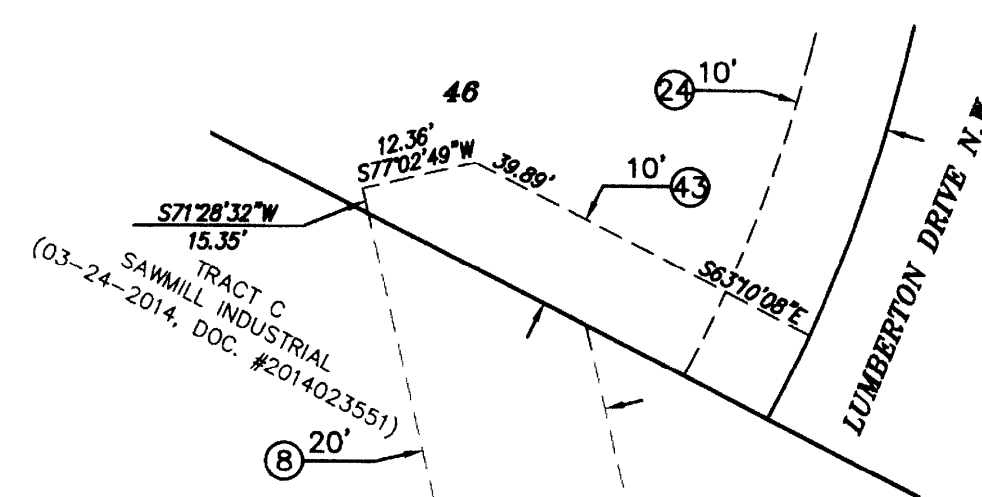 46
24 10'
12.36'
S77°02'49"W
39.89'
10' 43
S71°28'32"W
15.35'
TRACT C
SAWMILL INDUSTRIAL
(03-24-2014, DOC. #2014023551)
S63°10'08"E
LUMBERTON DRIVE N.W
8 20'